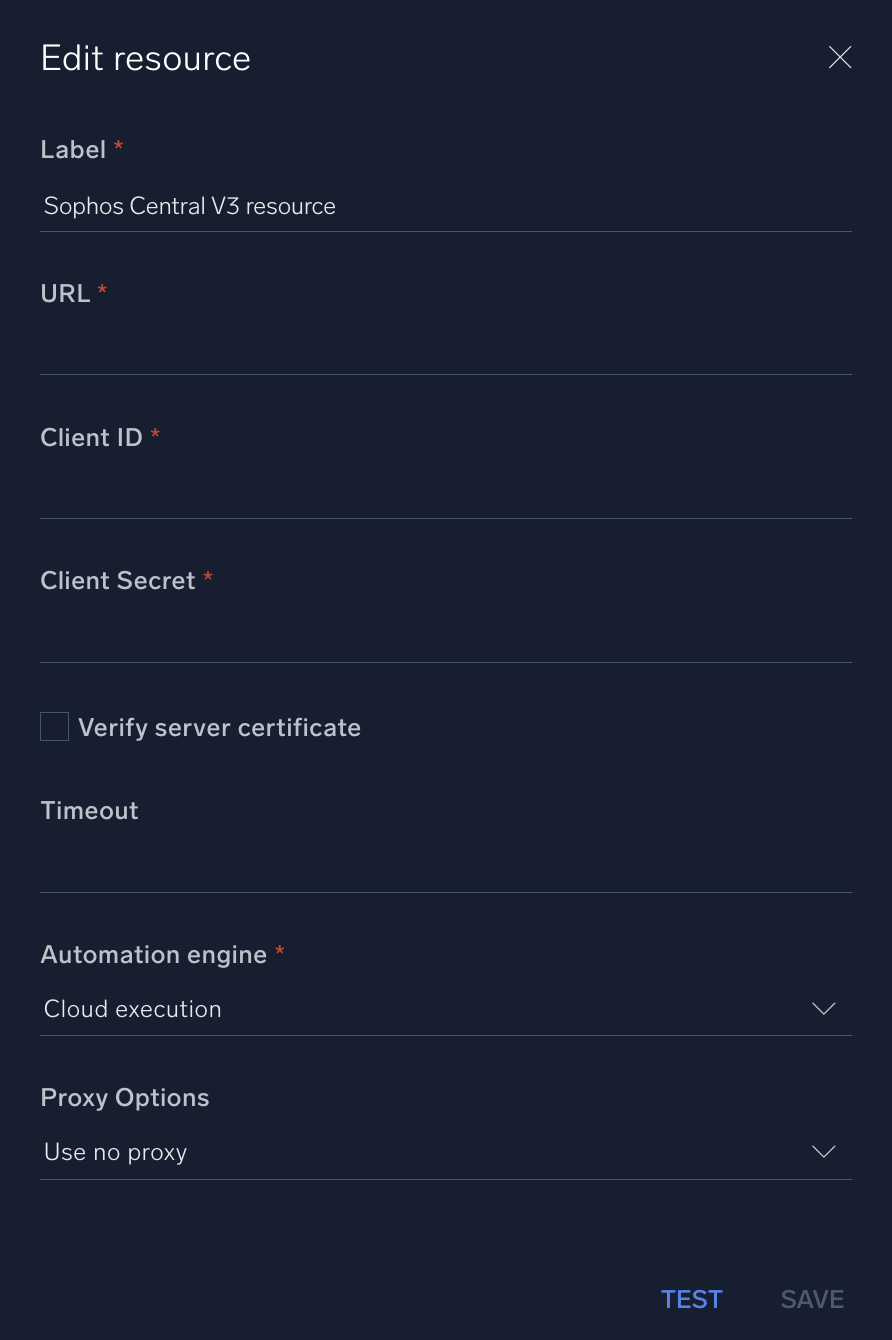 Edit resource
Label *
Sophos Central V3 resource
URL *
Client ID *
Client Secret *
Verify server certificate
Timeout
Automation engine *
Cloud execution
Proxy Options
Use no proxy
TEST SAVE